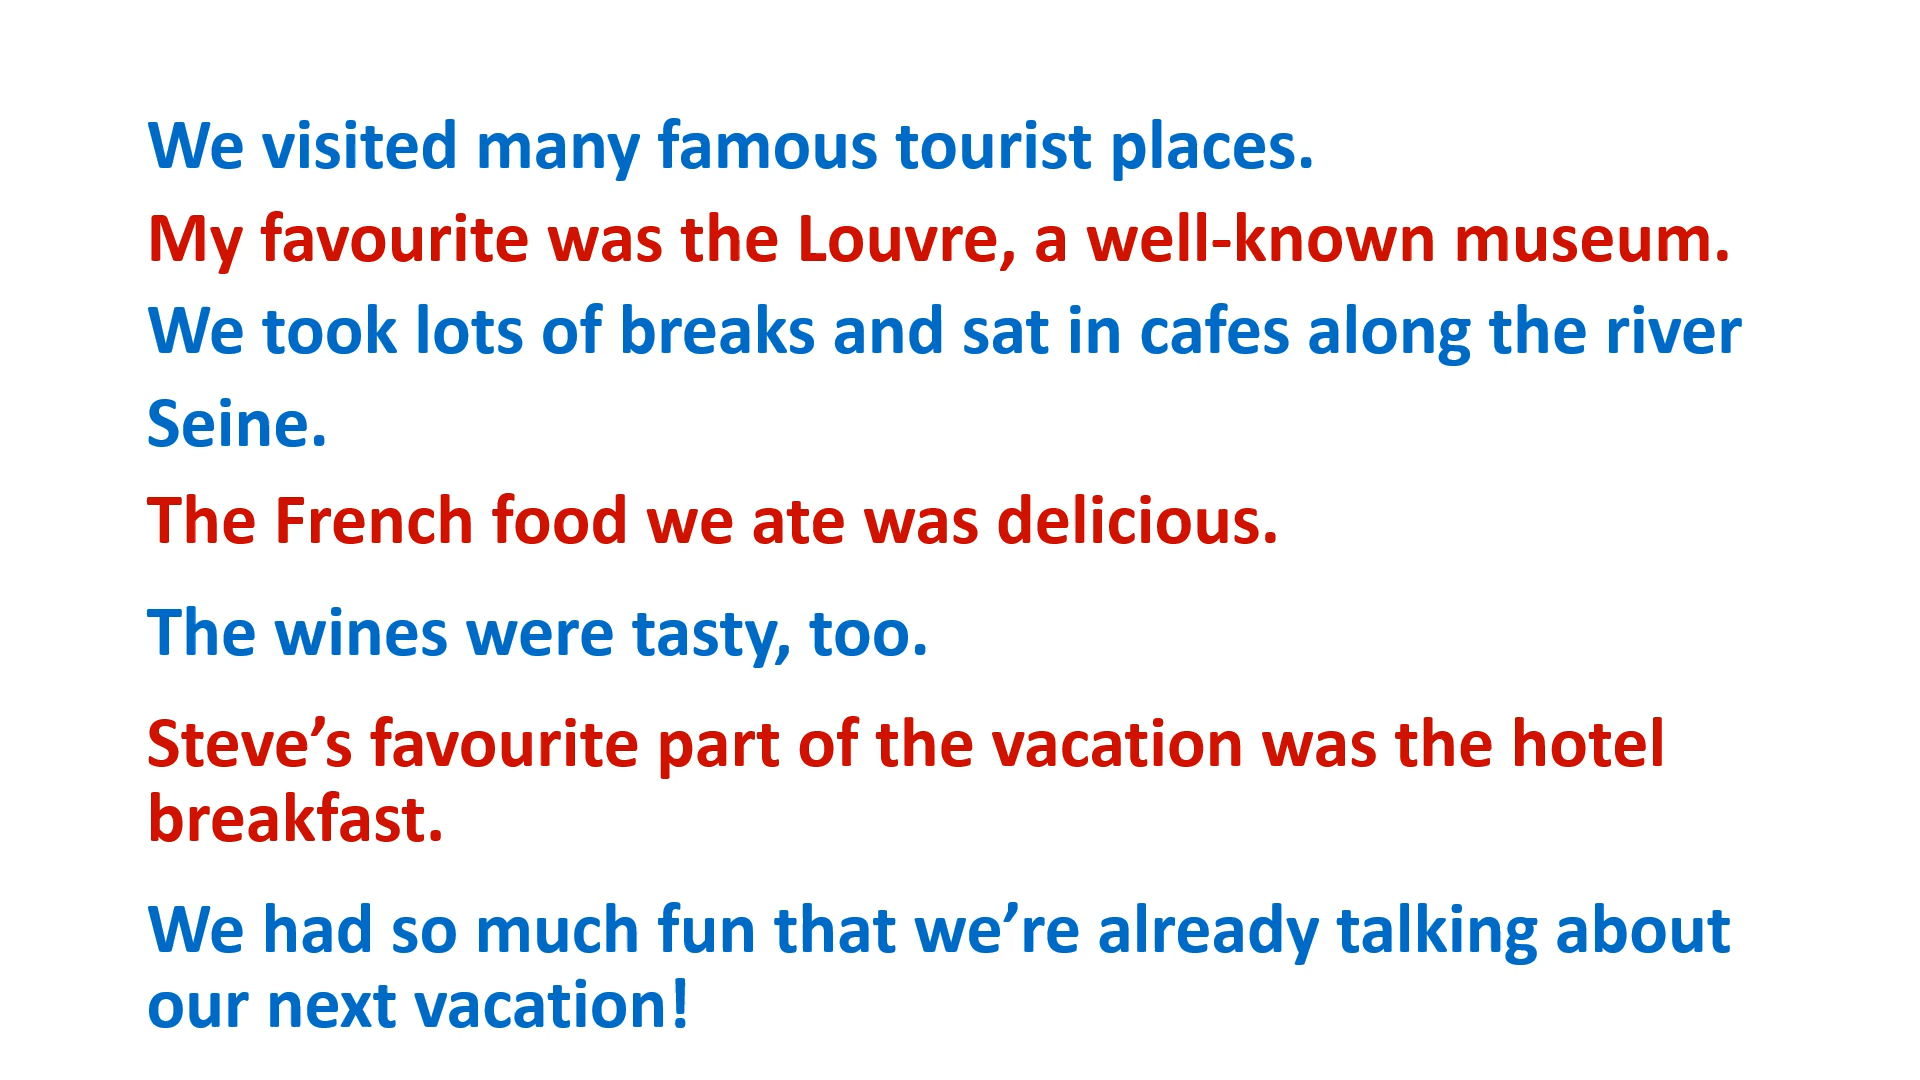 We visited many famous tourist places.
My favourite was the Louvre, a well-known museum.
We took lots of breaks and sat in cafes along the river
Seine.
The French food we ate was delicious.
The wines were tasty, too.
Steve’s favourite part of the vacation was the hotel
breakfast.
We had so much fun that we’re already talking about
our next vacation!